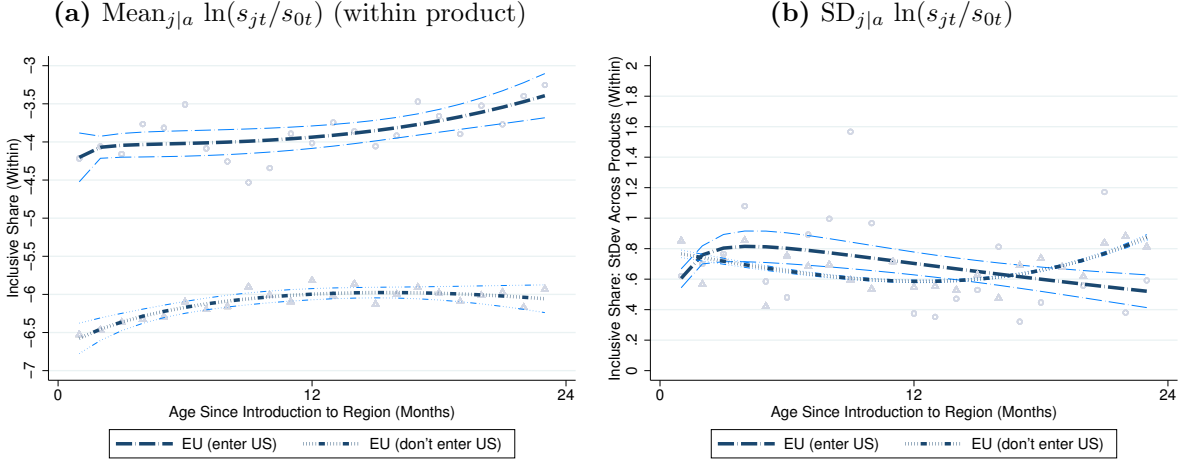 (a) Mean_{j|a} ln(s_{jt}/s_{0t}) (within product)
Inclusive Share (Within)
-3
-3.5
-4
-4.5
-5
-5.5
-6
-6.5
-7
0
12
24
Age Since Introduction to Region (Months)
EU (enter US)
EU (don't enter US)
(b) SD_{j|a} ln(s_{jt}/s_{0t})
Inclusive Share: StDev Across Products (Within)
2
1.8
1.6
1.4
1.2
1
.8
.6
.4
.2
0
0
12
24
Age Since Introduction to Region (Months)
EU (enter US)
EU (don't enter US)